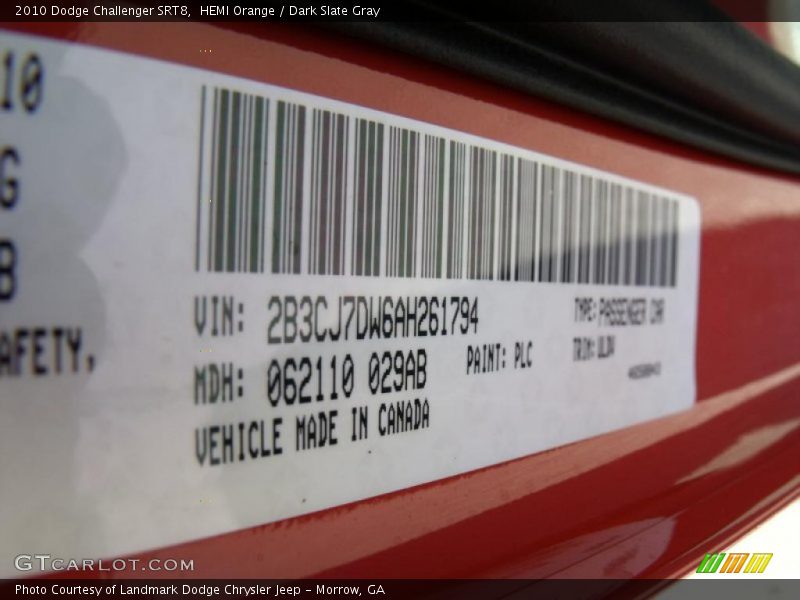 2010 Dodge Challenger SRT8, HEMI Orange / Dark Slate Gray
10
G
B
AFETY,
VIN: 2B3CJ7DW6AH261794
TYPE: PASSENGER CAR
MDH: 062110 029AB
PAINT: PLC
TRIM:
VEHICLE MADE IN CANADA
GTCARLOT.COM
Photo Courtesy of Landmark Dodge Chrysler Jeep - Morrow, GA